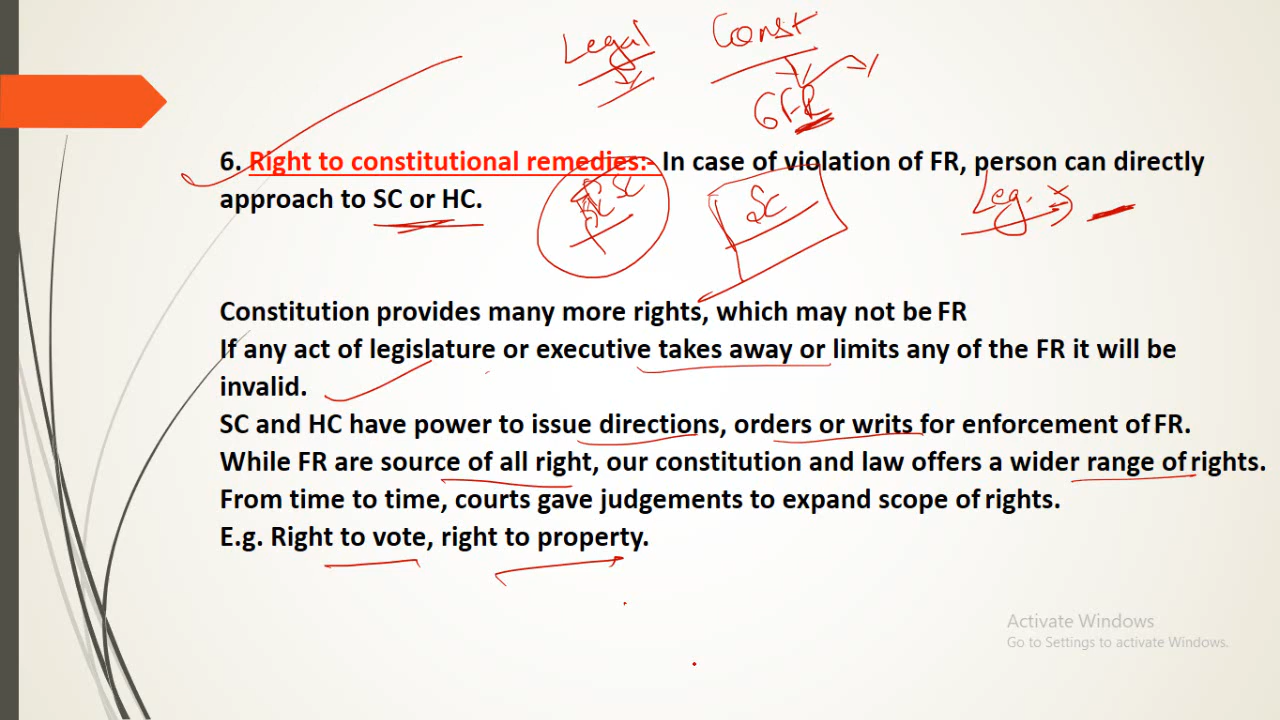 Legal Const
6 FR
6. Right to constitutional remedies:- In case of violation of FR, person can directly
approach to SC or HC.
SC
SC
Leg.
Constitution provides many more rights, which may not be FR
If any act of legislature or executive takes away or limits any of the FR it will be
invalid.
SC and HC have power to issue directions, orders or writs for enforcement of FR.
While FR are source of all right, our constitution and law offers a wider range of rights.
From time to time, courts gave judgements to expand scope of rights.
E.g. Right to vote, right to property.
Activate Windows
Go to Settings to activate Windows.